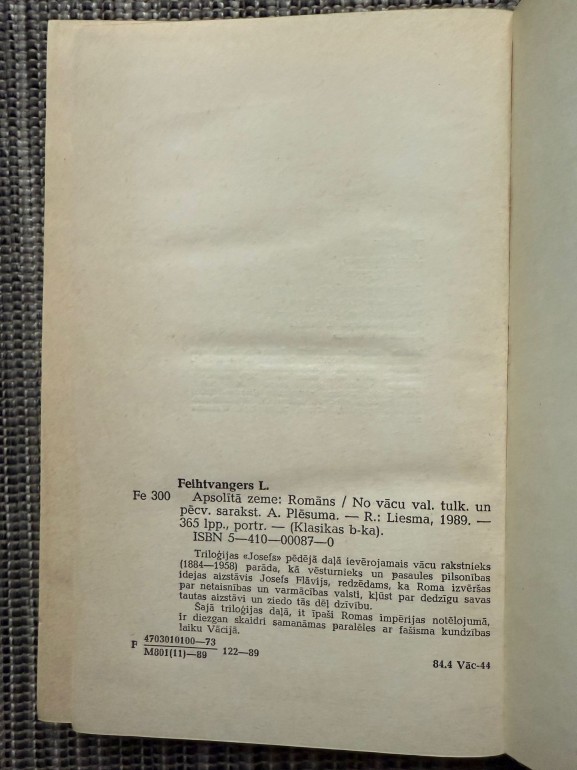 Feihtvangers L.
Fe 300 Apsolītā zeme: Romāns / No vācu val. tulk. un
pēcv. sarakst. A. Plēsuma. — R.: Liesma, 1989. —
365 lpp., portr. — (Klasikas b-ka).
ISBN 5—410—00087—0
Triloģijas «Josefs» pēdējā daļā ievērojamais vācu rakstnieks
(1884—1958) parāda, kā vēsturnieks un pasaules pilsonības
idejas aizstāvis Josefs Flāvijs, redzēdams, ka Roma izvēršas
par netaisnības un varmācības valsti, kļūst par dedzīgu savas
tautas aizstāvi un ziedo tās dēļ dzīvību.
Šajā triloģijas daļā, it īpaši Romas impērijas notēlojumā,
ir diezgan skaidri samanāmas paralēles ar fašisma kundzības
laiku Vācijā.
F 4703010100—73
M801(11)—89 122—89
84.4 Vāc-44